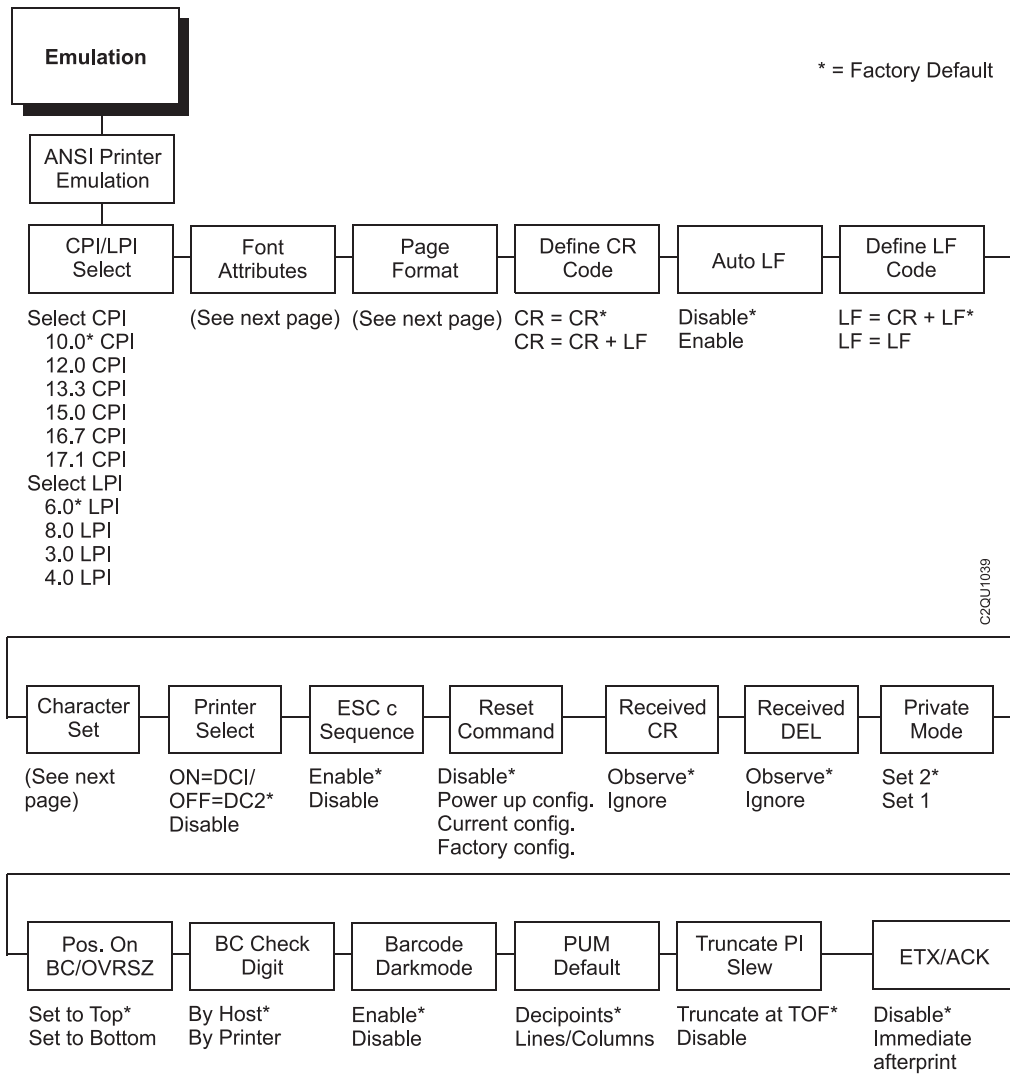 Emulation
* = Factory Default
ANSI Printer
Emulation
CPI/LPI
Select
Font
Attributes
Page
Format
Define CR
Code
Auto LF
Define LF
Code
Select CPI
10.0* CPI
12.0 CPI
13.3 CPI
15.0 CPI
16.7 CPI
17.1 CPI
Select LPI
6.0* LPI
8.0 LPI
3.0 LPI
4.0 LPI
(See next page)
(See next page)
CR = CR*
CR = CR + LF
Disable*
Enable
LF = CR + LF*
LF = LF
C2QU1039
Character
Set
Printer
Select
ESC c
Sequence
Reset
Command
Received
CR
Received
DEL
Private
Mode
(See next
page)
ON=DCI/
OFF=DC2*
Disable
Enable*
Disable
Disable*
Power up config.
Current config.
Factory config.
Observe*
Ignore
Observe*
Ignore
Set 2*
Set 1
Pos. On
BC/OVRSZ
BC Check
Digit
Barcode
Darkmode
PUM
Default
Truncate PI
Slew
ETX/ACK
Set to Top*
Set to Bottom
By Host*
By Printer
Enable*
Disable
Decipoints*
Lines/Columns
Truncate at TOF*
Disable
Disable*
Immediate
afterprint